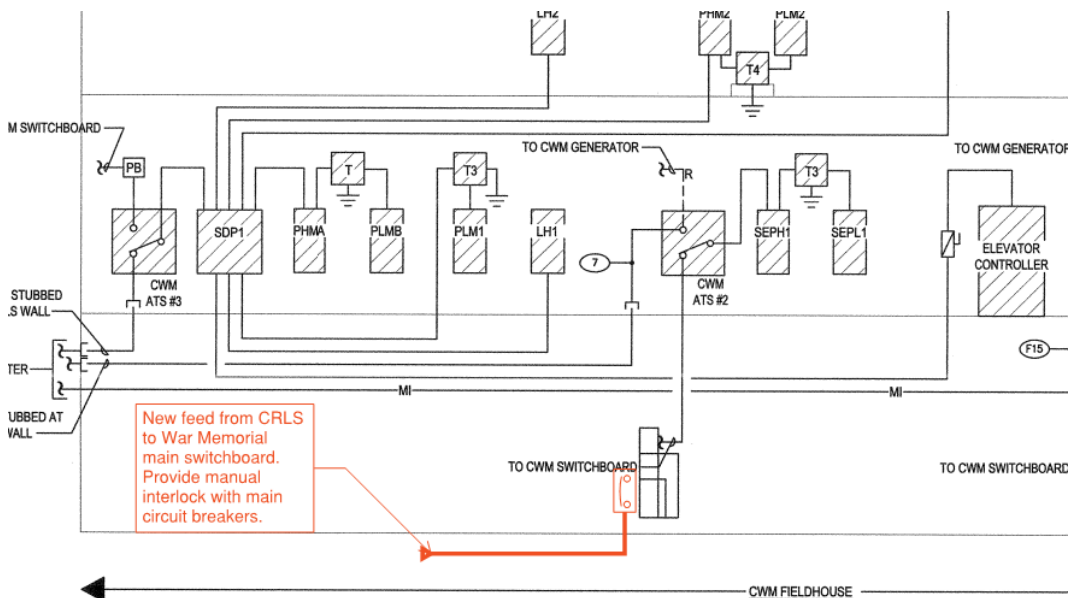 LH2
PHM2
PLM2
T4
M SWITCHBOARD
TO CWM GENERATOR
TO CWM GENERATOR
PB
T
T3
R
T3
SDP1
PHMA
PLMB
PLM1
LH1
SEPH1
SEPL1
ELEVATOR
CONTROLLER
7
CWM
ATS #3
CWM
ATS #2
STUBBED
S WALL
F15
TER
MI
MI
UBBED AT
WALL
New feed from CRLS
to War Memorial
main switchboard.
Provide manual
interlock with main
circuit breakers.
TO CWM SWITCHBOARD
TO CWM SWITCHBOARD
CWM FIELDHOUSE